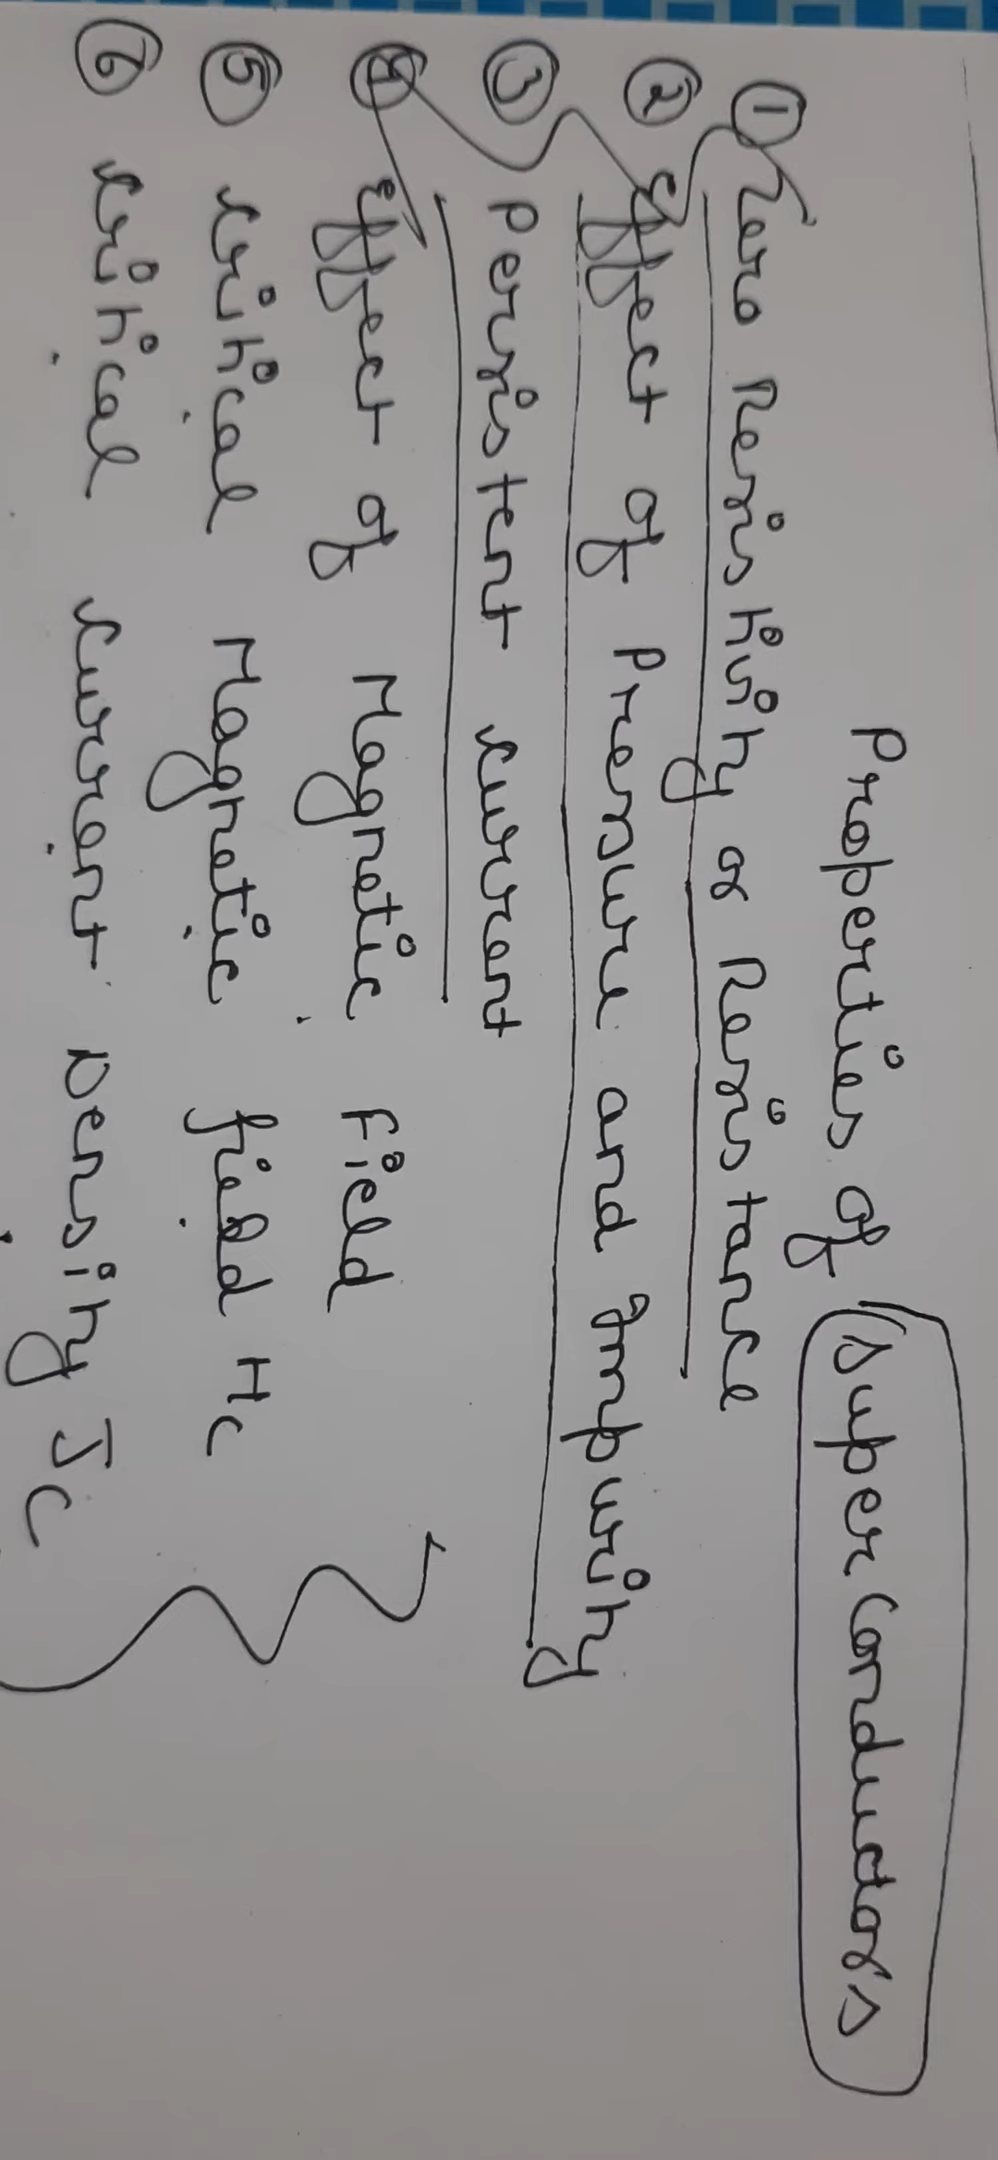 Properties of Super Conductors
① Zero Resistivity or Resistance
② Effect of Pressure and Impurity
③ Persistent current
④ Effect of Magnetic Field
⑤ critical Magnetic field Hc
⑥ critical current Density Jc